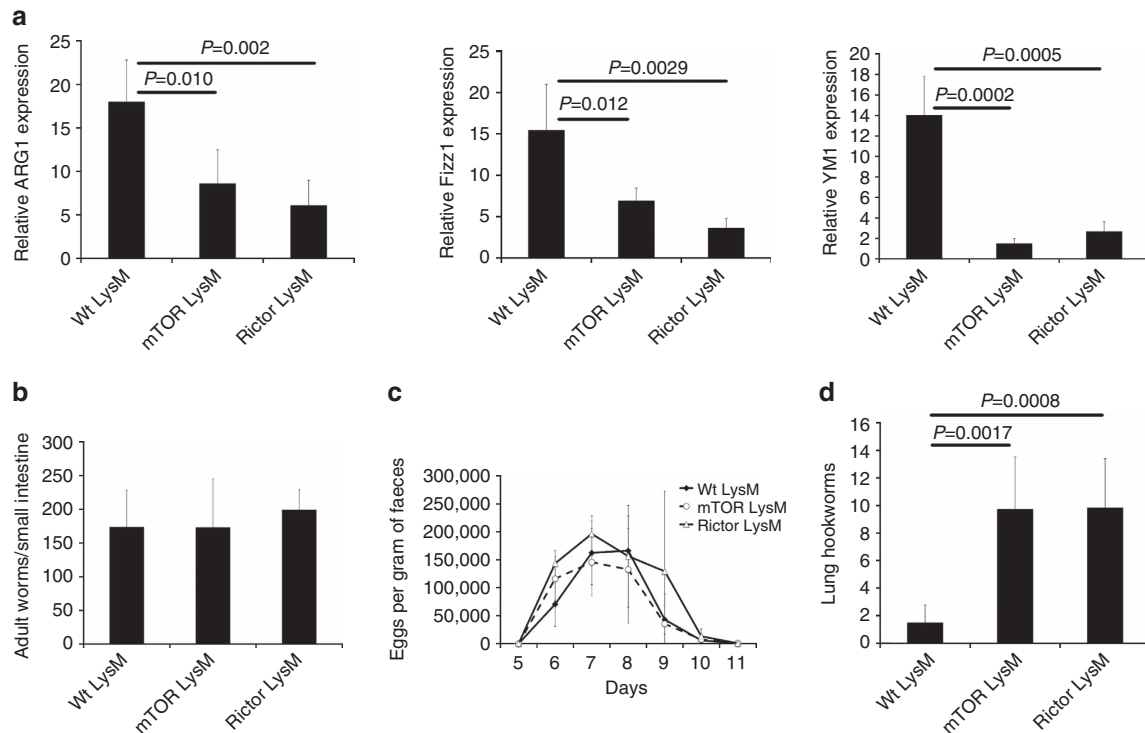 a
Relative ARG1 expression
25
20
15
10
5
0
P=0.002
P=0.010
Wt LysM
mTOR LysM
Rictor LysM
Relative Fizz1 expression
25
20
15
10
5
0
P=0.0029
P=0.012
Wt LysM
mTOR LysM
Rictor LysM
Relative YM1 expression
20
18
16
14
12
10
8
6
4
2
0
P=0.0005
P=0.0002
Wt LysM
mTOR LysM
Rictor LysM
b
Adult worms/small intestine
300
250
200
150
100
50
0
Wt LysM
mTOR LysM
Rictor LysM
c
Eggs per gram of faeces
300,000
250,000
200,000
150,000
100,000
50,000
0
Wt LysM
mTOR LysM
Rictor LysM
5 6 7 8 9 10 11
Days
d
Lung hookworms
16
14
12
10
8
6
4
2
0
P=0.0008
P=0.0017
Wt LysM
mTOR LysM
Rictor LysM